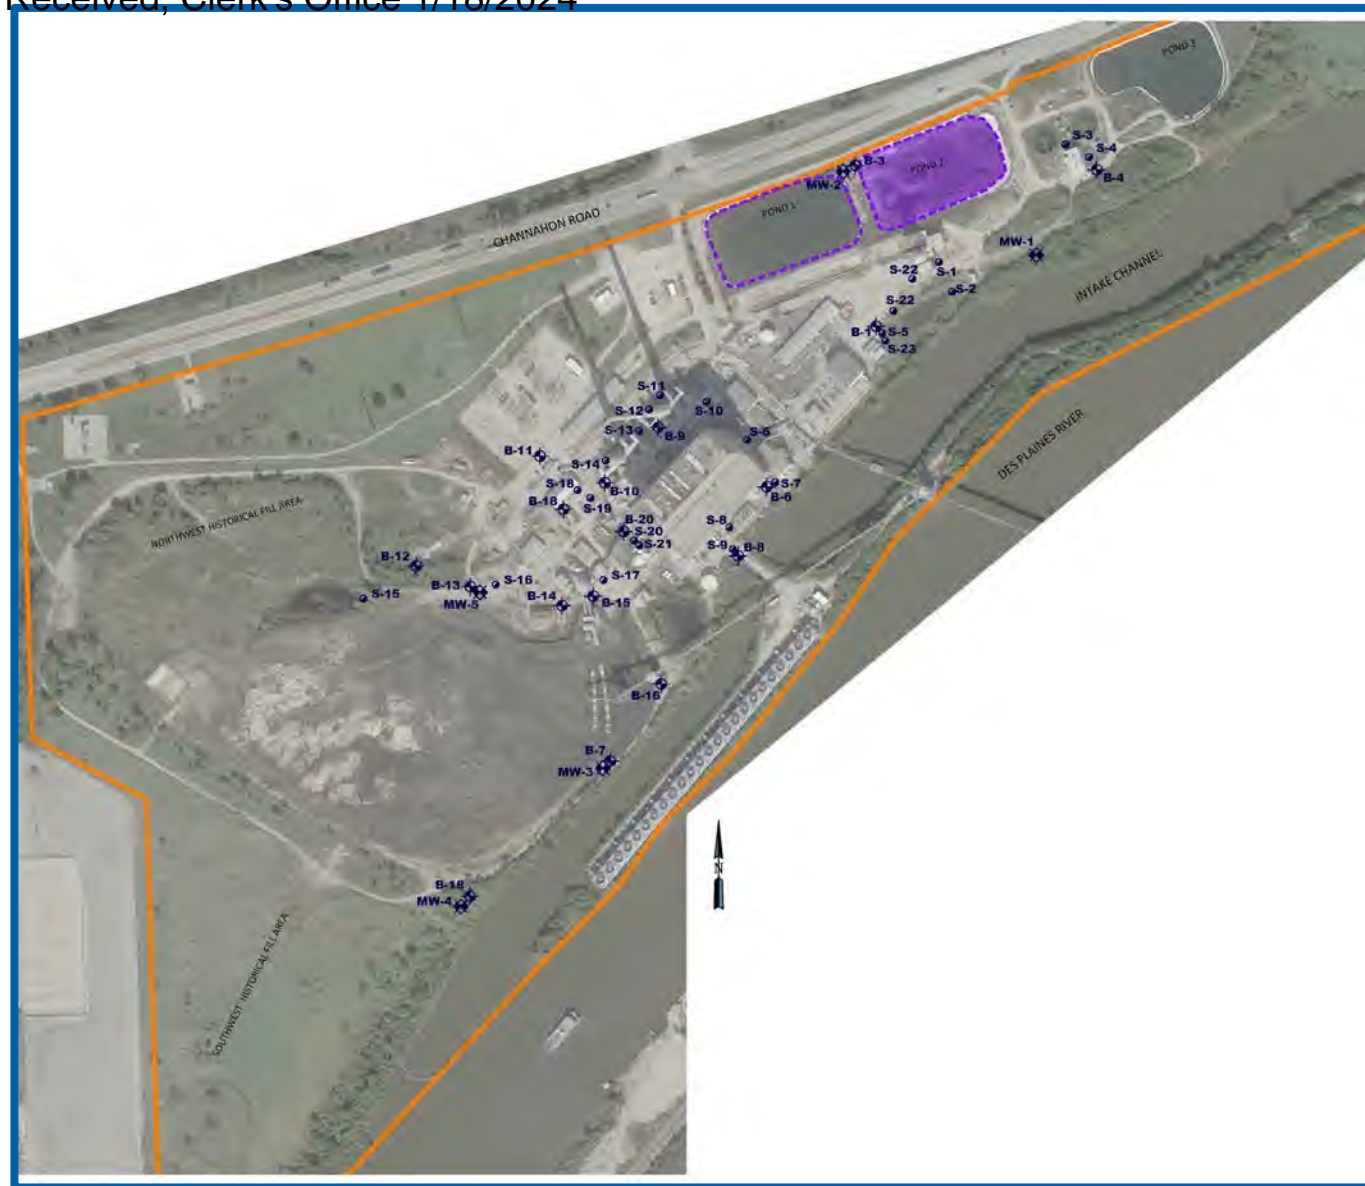 Received, Clerk's Office 1/18/2024
POND 3
S-3
S-4
B-4
B-3
MW-2
POND 2
POND 1
CHANNAHON ROAD
MW-1
S-1
S-22
S-2
INTAKE CHANNEL
S-22
B-1
S-5
S-23
S-11
S-12
S-10
S-13
B-9
S-6
DES PLAINES RIVER
B-11
S-14
S-18
B-10
S-7
B-6
B-18
S-19
NORTHWEST HISTORICAL FILL AREA
B-20
S-20
S-21
S-8
S-9
B-8
B-12
B-13
S-16
S-17
S-15
MW-5
B-14
B-15
B-16
B-7
MW-3
N
B-18
MW-4
SOUTHWEST HISTORICAL FILL AREA